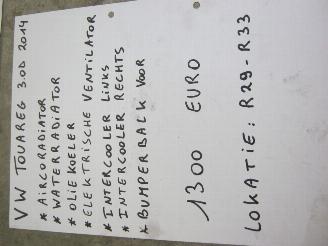 VW TOUAREG 3.0D 2014
* AIRCORADIATOR
* WATERRADIATOR
* OLIEKOELER
* ELEKTRISCHE VENTILATOR
* INTERCOOLER LINKS
* INTERCOOLER RECHTS
* BUMPERBALK VOOR
1300 EURO
LOKATIE: R29-R33